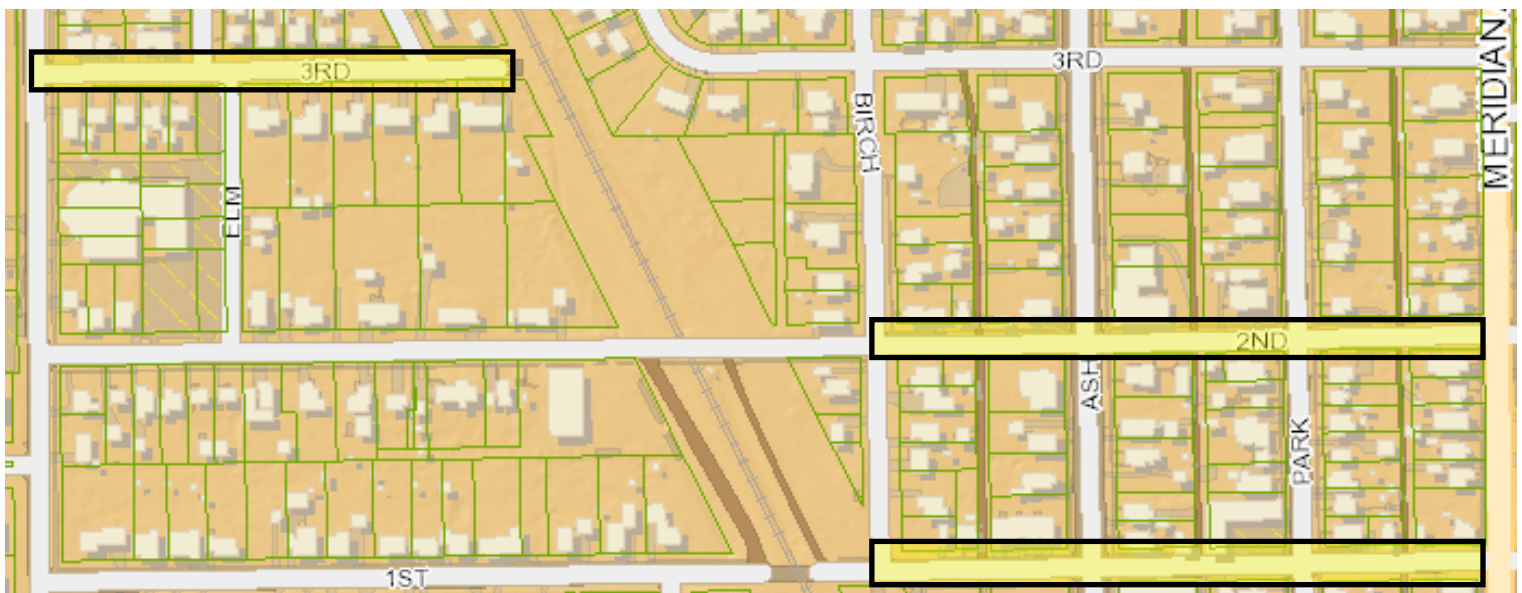 3RD
3RD
MERIDIAN
BIRCH
ELM
2ND
ASH
PARK
1ST